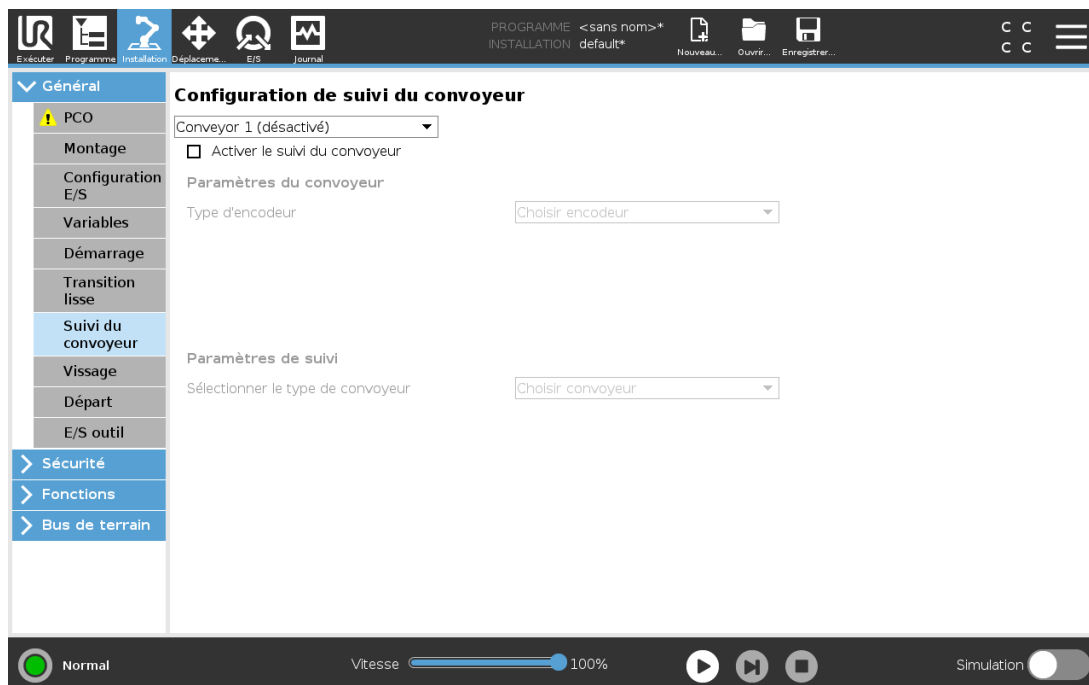 PROGRAMME <sans nom>*
INSTALLATION default*
C C
C C
Exécuter Programme Installation Déplaceme... E/S Journal Nouveau... Ouvrir... Enregistrer...
Général
PCO
Montage
Configuration
E/S
Variables
Démarrage
Transition
lisse
Suivi du
convoyeur
Vissage
Départ
E/S outil
Sécurité
Fonctions
Bus de terrain
Configuration de suivi du convoyeur
Conveyor 1 (désactivé)
Activer le suivi du convoyeur
Paramètres du convoyeur
Type d'encodeur Choisir encodeur
Paramètres de suivi
Sélectionner le type de convoyeur Choisir convoyeur
Normal Vitesse 100% Simulation